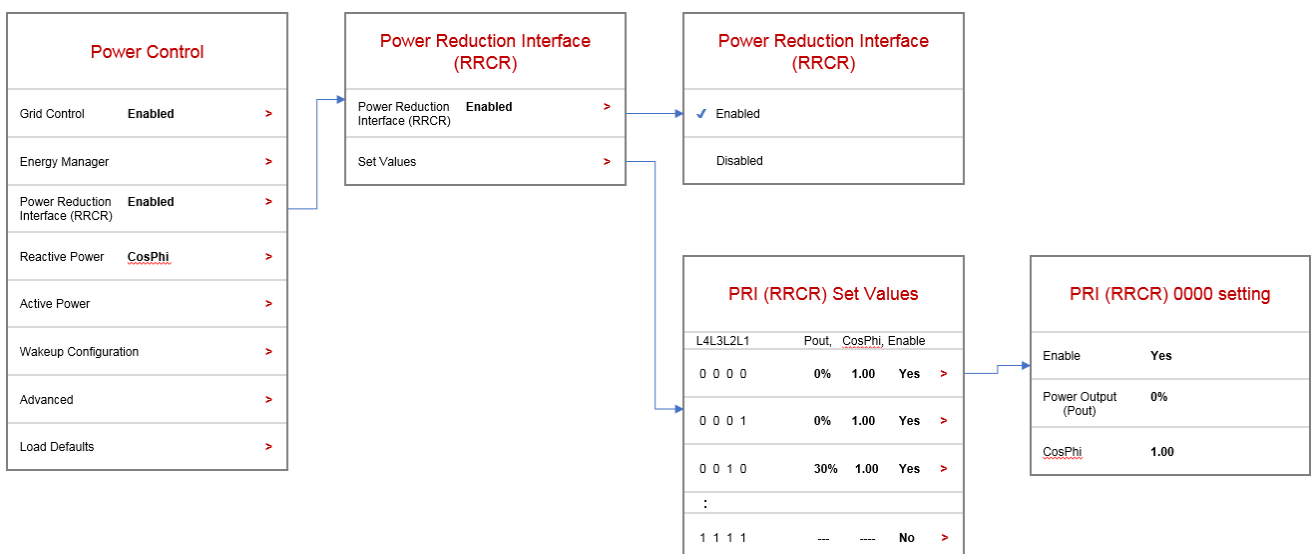 Power Control
Grid Control Enabled >
Energy Manager >
Power Reduction Enabled >
Interface (RRCR)
Reactive Power CosPhi >
Active Power >
Wakeup Configuration >
Advanced >
Load Defaults >
Power Reduction Interface
(RRCR)
Power Reduction Enabled >
Interface (RRCR)
Set Values >
Power Reduction Interface
(RRCR)
✓ Enabled
Disabled
PRI (RRCR) Set Values
L4L3L2L1 Pout, CosPhi, Enable
0 0 0 0 0% 1.00 Yes >
0 0 0 1 0% 1.00 Yes >
0 0 1 0 30% 1.00 Yes >
:
1 1 1 1 --- ---- No >
PRI (RRCR) 0000 setting
Enable Yes
Power Output 0%
(Pout)
CosPhi 1.00